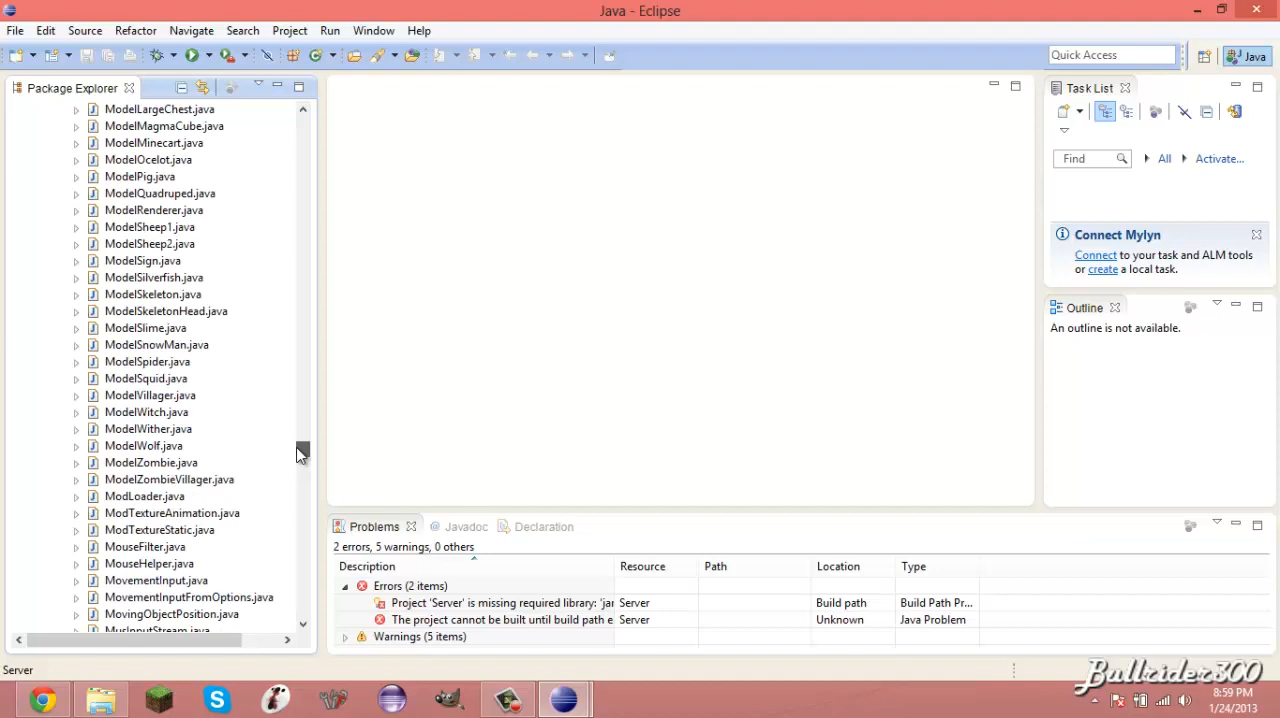 Java - Eclipse
File Edit Source Refactor Navigate Search Project Run Window Help
Quick Access
Java
Package Explorer
ModelLargeChest.java
ModelMagmaCube.java
ModelMinecart.java
ModelOcelot.java
ModelPig.java
ModelQuadruped.java
ModelRenderer.java
ModelSheep1.java
ModelSheep2.java
ModelSign.java
ModelSilverfish.java
ModelSkeleton.java
ModelSkeletonHead.java
ModelSlime.java
ModelSnowMan.java
ModelSpider.java
ModelSquid.java
ModelVillager.java
ModelWitch.java
ModelWither.java
ModelWolf.java
ModelZombie.java
ModelZombieVillager.java
ModLoader.java
ModTextureAnimation.java
ModTextureStatic.java
MouseFilter.java
MouseHelper.java
MovementInput.java
MovementInputFromOptions.java
MovingObjectPosition.java
MusInputStream.java
Task List
Find All Activate...
Connect Mylyn
Connect to your task and ALM tools
or create a local task.
Outline
An outline is not available.
Problems Javadoc Declaration
2 errors, 5 warnings, 0 others
Description Resource Path Location Type
Errors (2 items)
Project 'Server' is missing required library: 'jar Server Build path Build Path Pr...
The project cannot be built until build path e Server Unknown Java Problem
Warnings (5 items)
Server
Bullrider300
8:59 PM
1/24/2013